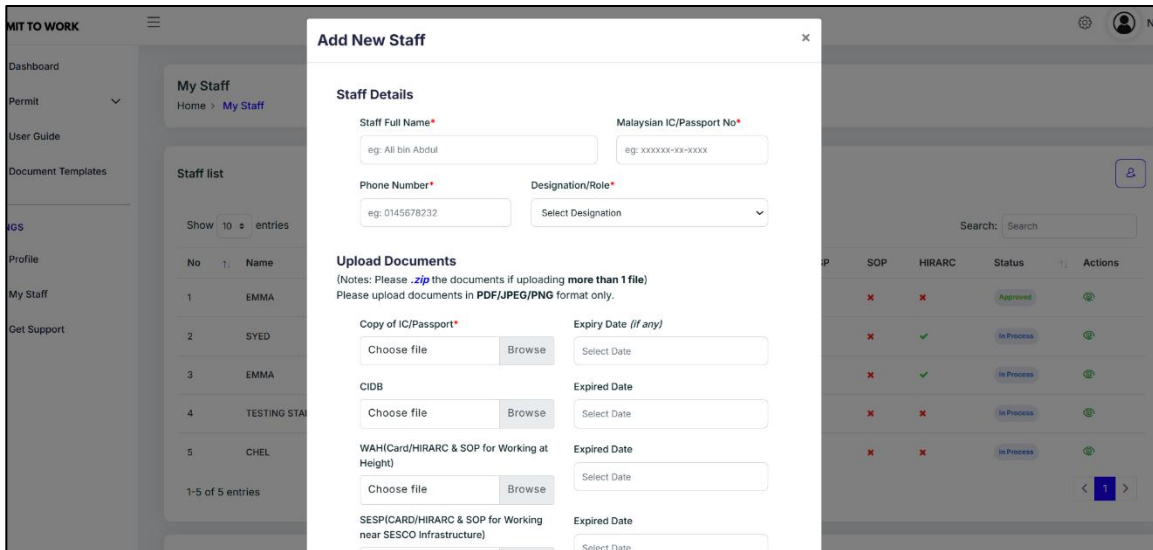 MIT TO WORK
Dashboard
Permit
User Guide
Document Templates
NGS
Profile
My Staff
Get Support
My Staff
Home > My Staff
Staff list
Show 10 entries
Search: Search
No Name SP SOP HIRARC Status Actions
1 EMMA Approved
2 SYED In Process
3 EMMA In Process
4 TESTING STA In Process
5 CHEL In Process
1-5 of 5 entries
< 1 >
Add New Staff ×
Staff Details
Staff Full Name* Malaysian IC/Passport No*
eg: Ali bin Abdul eg: xxxxxx-xx-xxxx
Phone Number* Designation/Role*
eg: 0145678232 Select Designation
Upload Documents
(Notes: Please .zip the documents if uploading more than 1 file)
Please upload documents in PDF/JPEG/PNG format only.
Copy of IC/Passport* Expiry Date (if any)
Choose file Browse Select Date
CIDB Expired Date
Choose file Browse Select Date
WAH(Card/HIRARC & SOP for Working at
Height)
Expired Date
Choose file Browse Select Date
SESP(CARD/HIRARC & SOP for Working
near SESCO Infrastructure)
Expired Date
Select Date